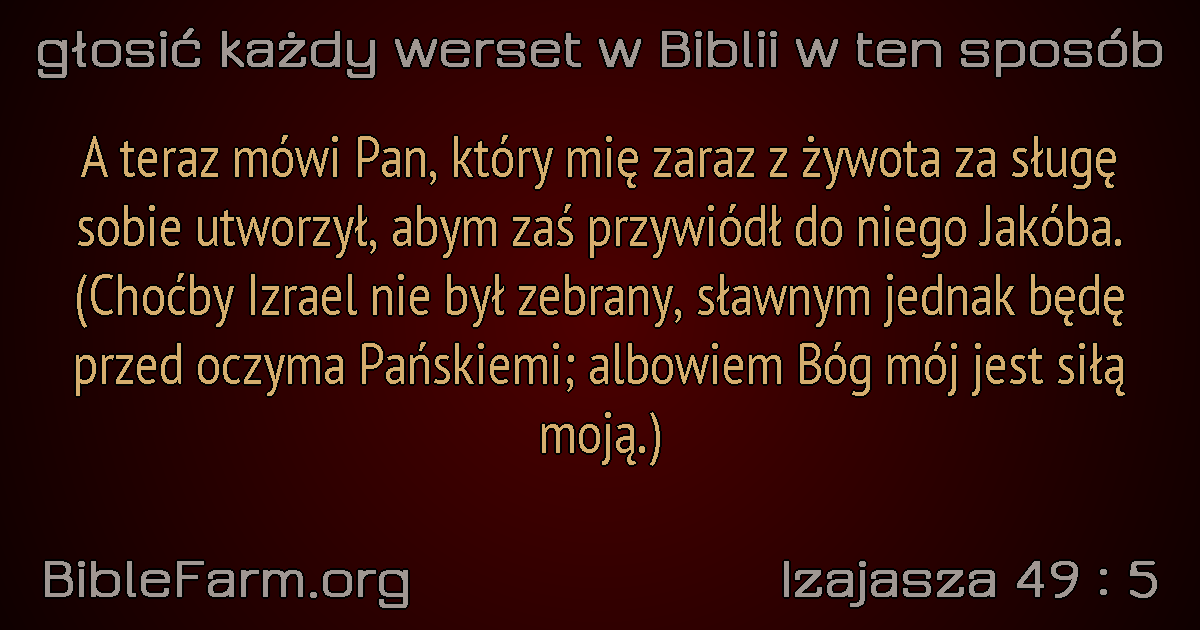 głosić każdy werset w Biblii w ten sposób
A teraz mówi Pan, który mię zaraz z żywota za sługę
sobie utworzył, abym zaś przywiódł do niego Jakóba.
(Choćby Izrael nie był zebrany, sławnym jednak będę
przed oczyma Pańskiemi; albowiem Bóg mój jest siłą
moją.)
BibleFarm.org
Izajasza 49 : 5